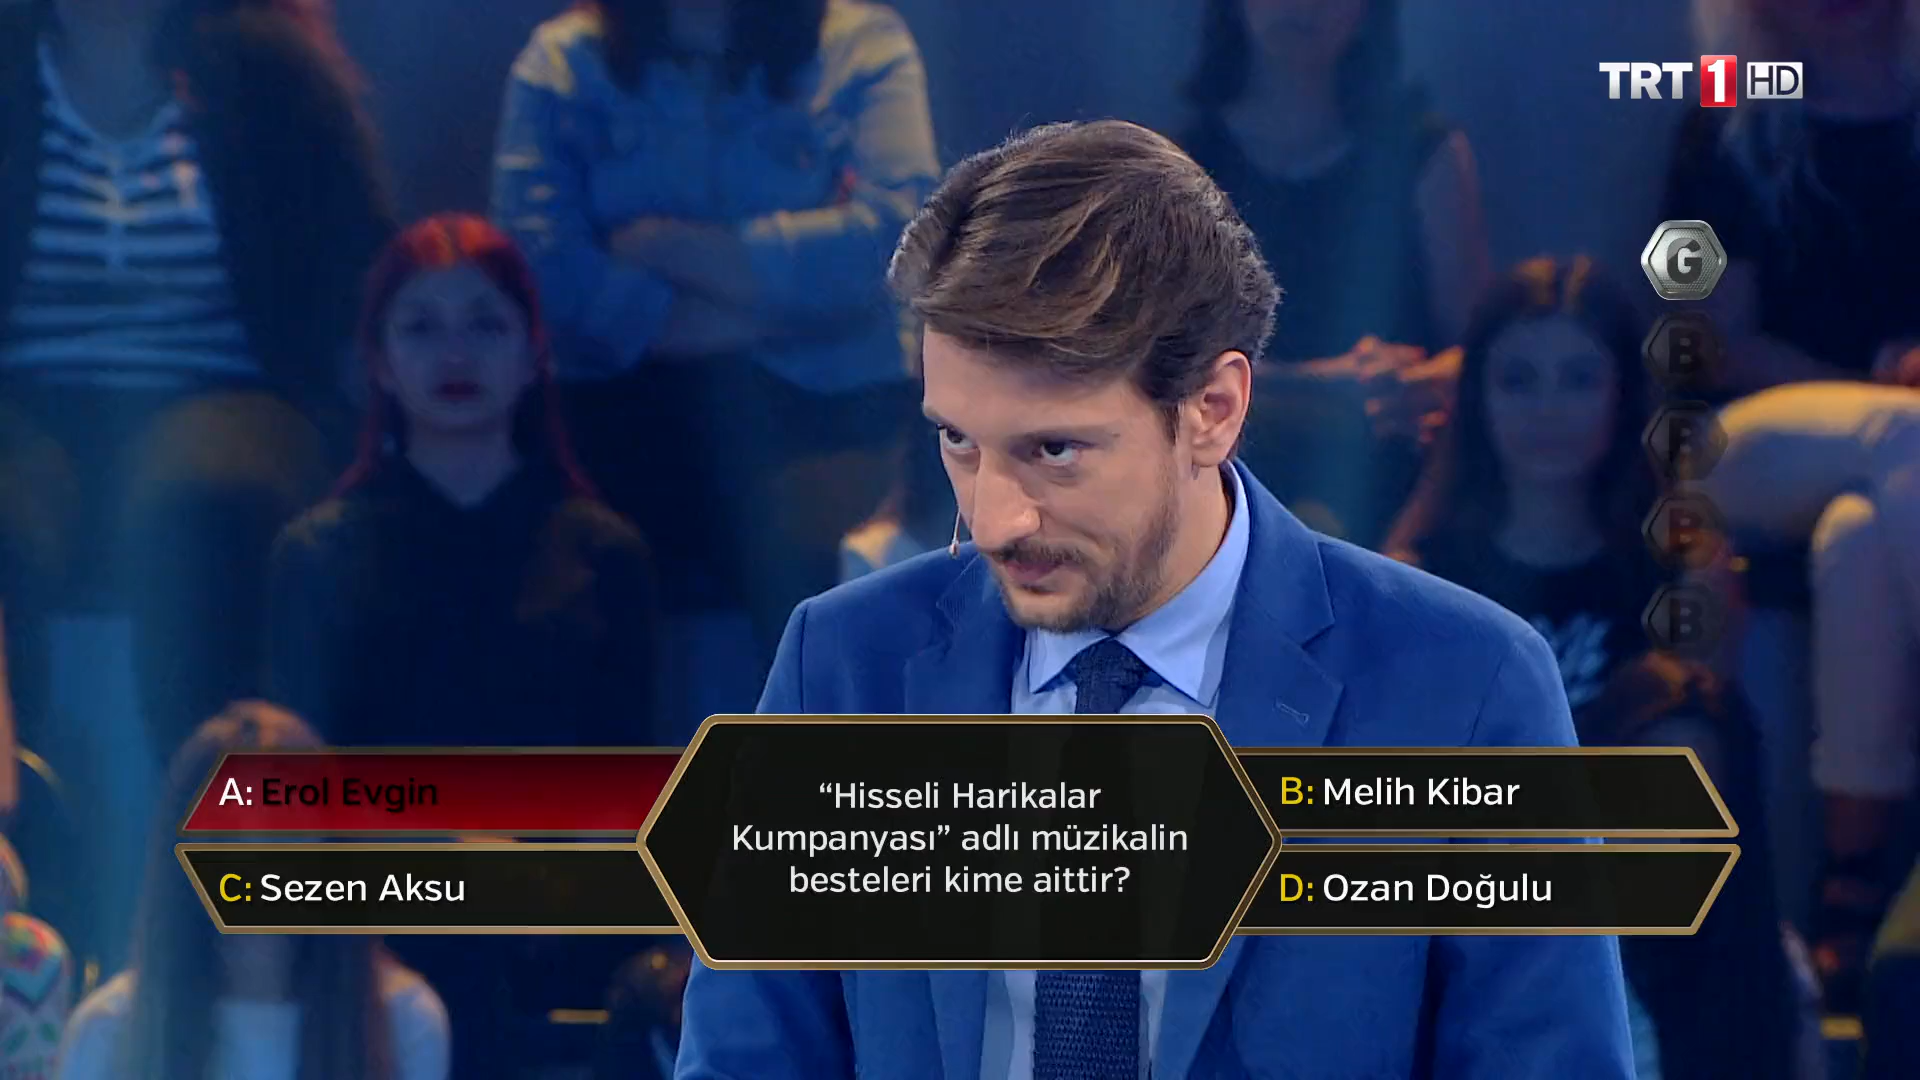 TRT 1 HD
G
B
B
B
B
A: Erol Evgin
B: Melih Kibar
“Hisseli Harikalar
Kumpanyası” adlı müzikalin
besteleri kime aittir?
C: Sezen Aksu
D: Ozan Doğulu